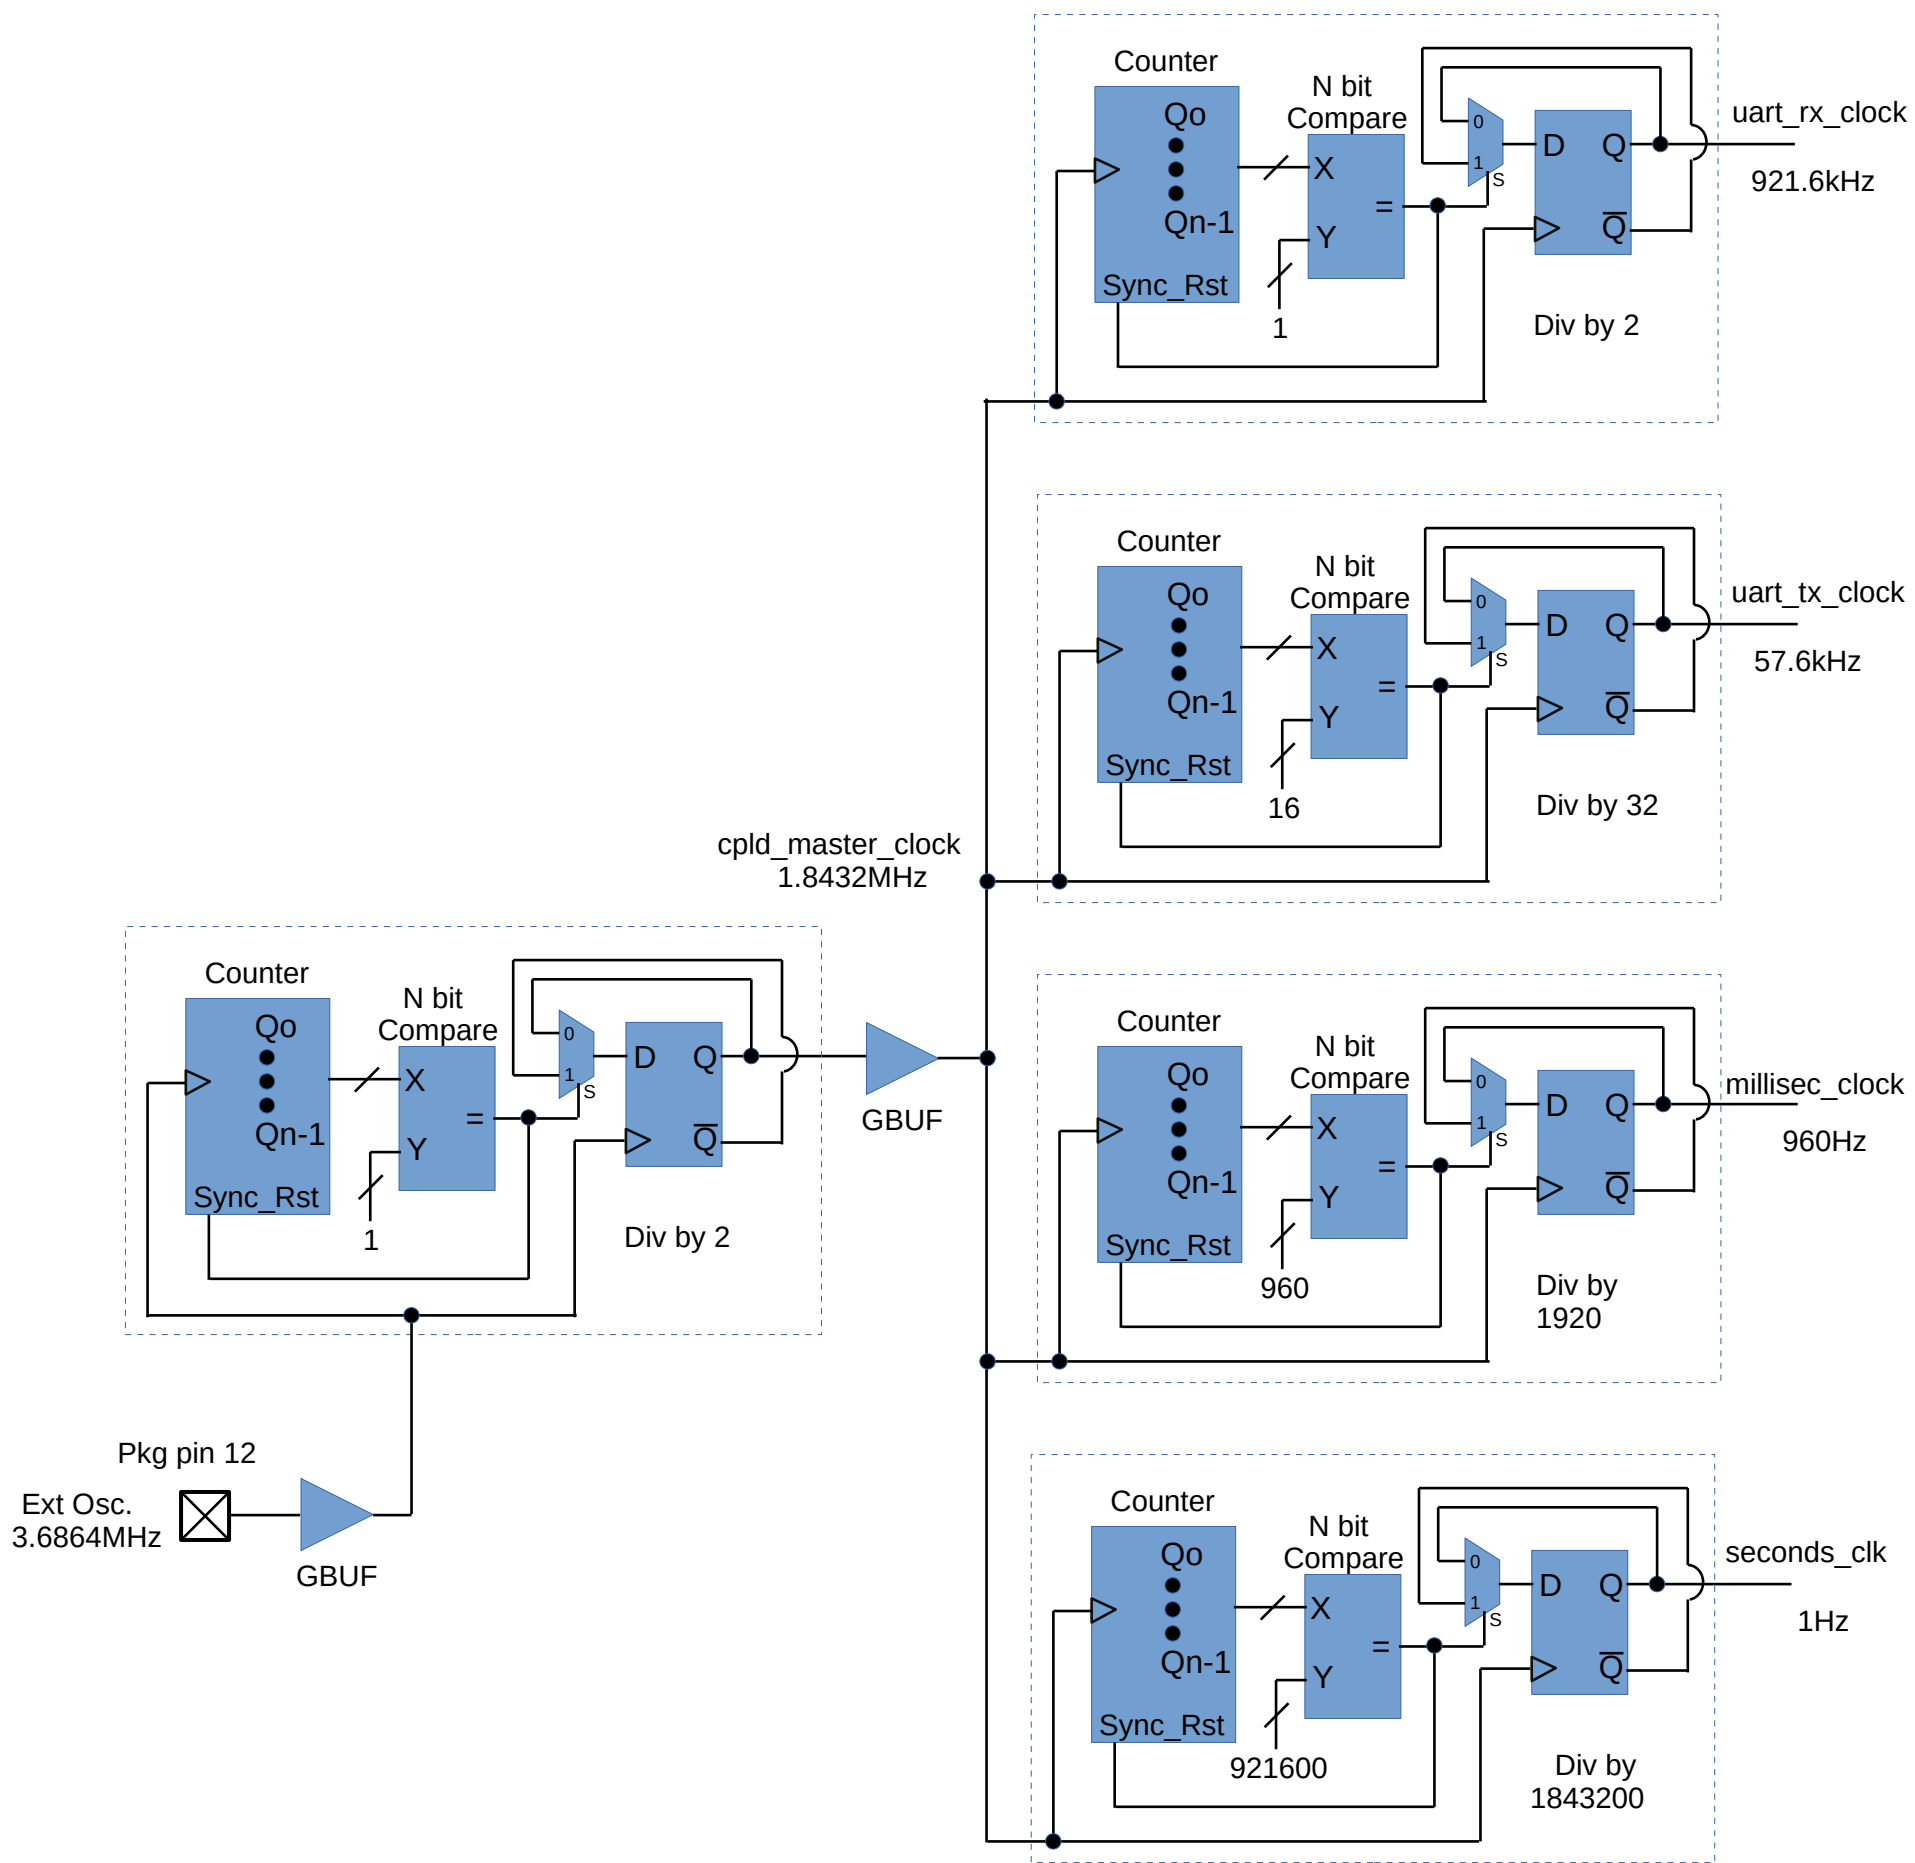 Counter
N bit
Compare
Qo
Qn-1
Sync_Rst
X
Y
=
1
0
1
S
D
Q
Q
Div by 2
uart_rx_clock
921.6kHz
Counter
N bit
Compare
Qo
Qn-1
Sync_Rst
X
Y
=
16
0
1
S
D
Q
Q
Div by 32
uart_tx_clock
57.6kHz
cpld_master_clock
1.8432MHz
Counter
N bit
Compare
Qo
Qn-1
Sync_Rst
X
Y
=
1
0
1
S
D
Q
Q
Div by 2
GBUF
Counter
N bit
Compare
Qo
Qn-1
Sync_Rst
X
Y
=
960
0
1
S
D
Q
Q
Div by
1920
millisec_clock
960Hz
Pkg pin 12
Ext Osc.
3.6864MHz
GBUF
Counter
N bit
Compare
Qo
Qn-1
Sync_Rst
X
Y
=
921600
0
1
S
D
Q
Q
Div by
1843200
seconds_clk
1Hz